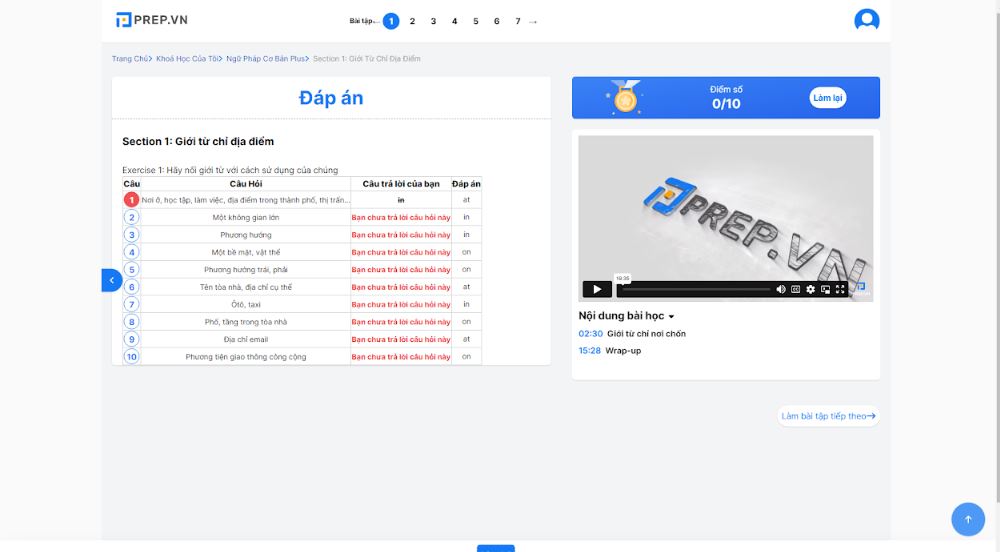 PREP.VN
Bài tập... 1 2 3 4 5 6 7 →
Trang Chủ> Khoá Học Của Tôi> Ngữ Pháp Cơ Bản Plus> Section 1: Giới Từ Chỉ Địa Điểm
Đáp án
Section 1: Giới từ chỉ địa điểm
Exercise 1: Hãy nối giới từ với cách sử dụng của chúng
Câu Câu Hỏi Câu trả lời của bạn Đáp án
1 Nơi ở, học tập, làm việc, địa điểm trong thành phố, thị trấn... in at
2 Một không gian lớn Bạn chưa trả lời câu hỏi này in
3 Phương hướng Bạn chưa trả lời câu hỏi này in
4 Một bề mặt, vật thể Bạn chưa trả lời câu hỏi này on
5 Phương hướng trái, phải Bạn chưa trả lời câu hỏi này on
6 Tên tòa nhà, địa chỉ cụ thể Bạn chưa trả lời câu hỏi này at
7 Ôtô, taxi Bạn chưa trả lời câu hỏi này in
8 Phố, tầng trong tòa nhà Bạn chưa trả lời câu hỏi này on
9 Địa chỉ email Bạn chưa trả lời câu hỏi này at
10 Phương tiện giao thông công cộng Bạn chưa trả lời câu hỏi này on
Điểm số
0/10
Làm lại
PREP.VN
16:35
Nội dung bài học
02:30 Giới từ chỉ nơi chốn
15:28 Wrap-up
Làm bài tập tiếp theo→